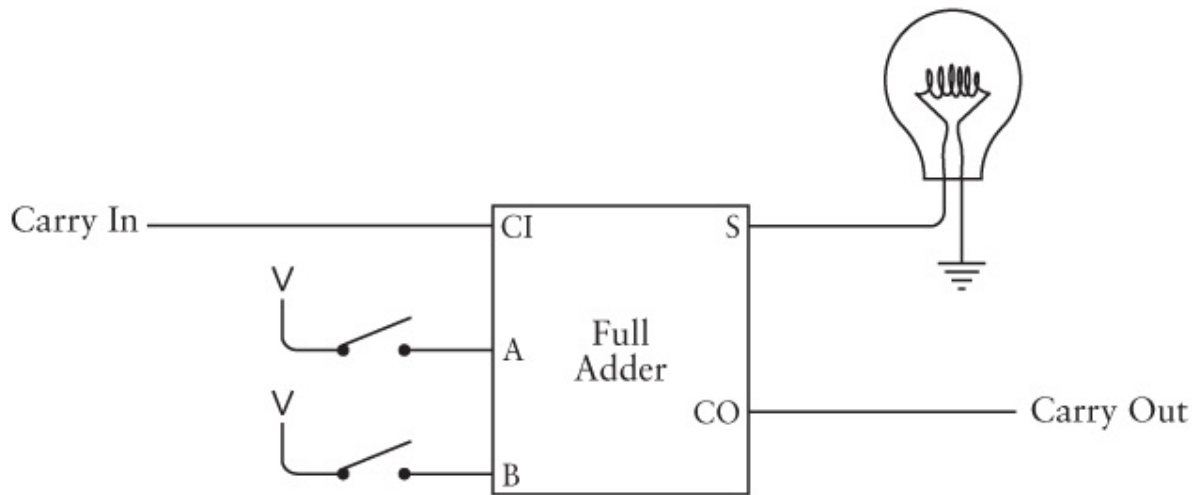 Carry In
CI
S
V
A
Full
Adder
V
CO
Carry Out
B